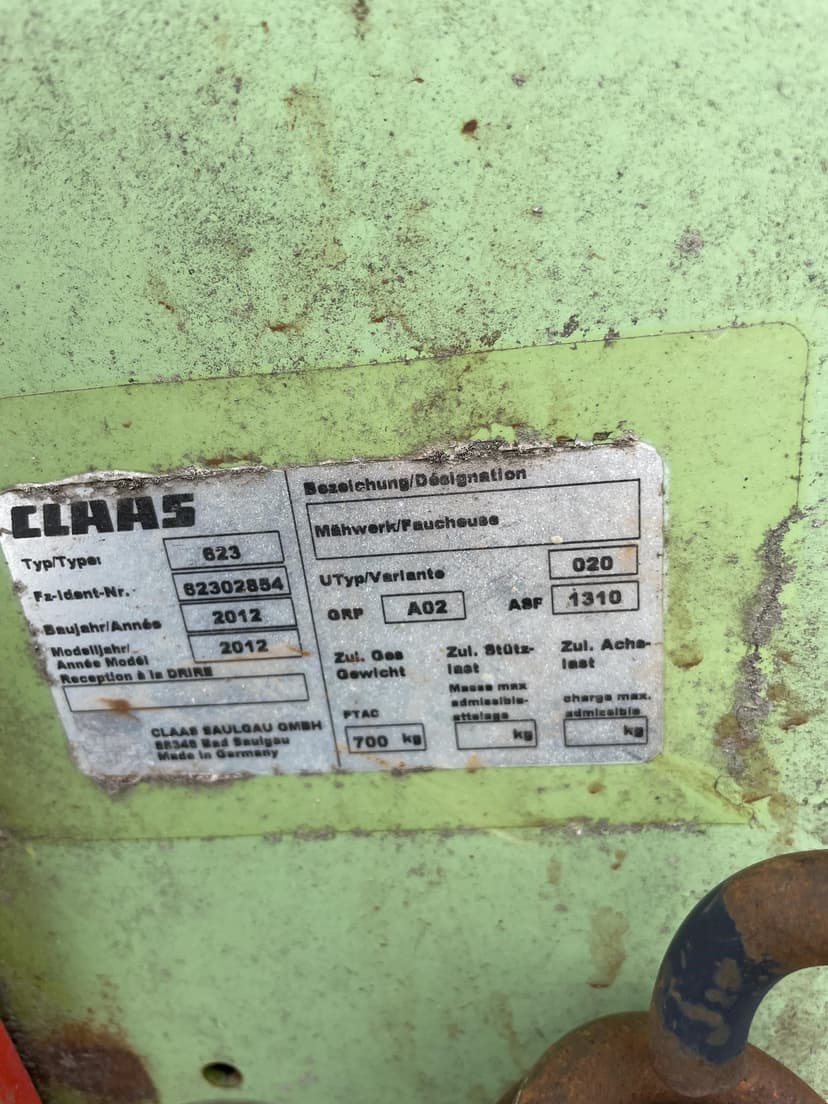 CLAAS
Typ/Type: 623
Fz-Ident-Nr. 62302854
Baujahr/Année 2012
Modelljahr/
Année Model 2012
Reception à la DRIRE
CLAAS SAULGAU GMBH
88348 Bad Saulgau
Made in Germany
Bezeichung/Désignation
Mähwerk/Faucheuse
UTyp/Variante 020
GRP A02 ASF 1310
Zul. Ges Gewicht
PTAC
700 kg
Zul. Stütz-
last
Masse max
admissible-
attelage
kg
Zul. Achs-
last
charge max.
admissible
kg